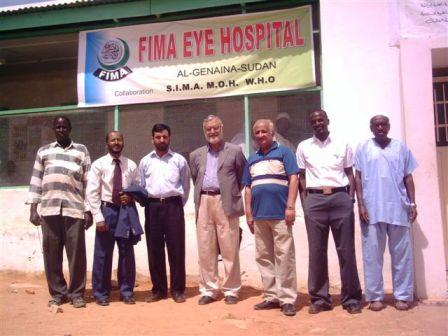 FIMA
FIMA EYE HOSPITAL
AL-GENAINA-SUDAN
Collaboration S.I.M.A. M.O.H. W.H.O